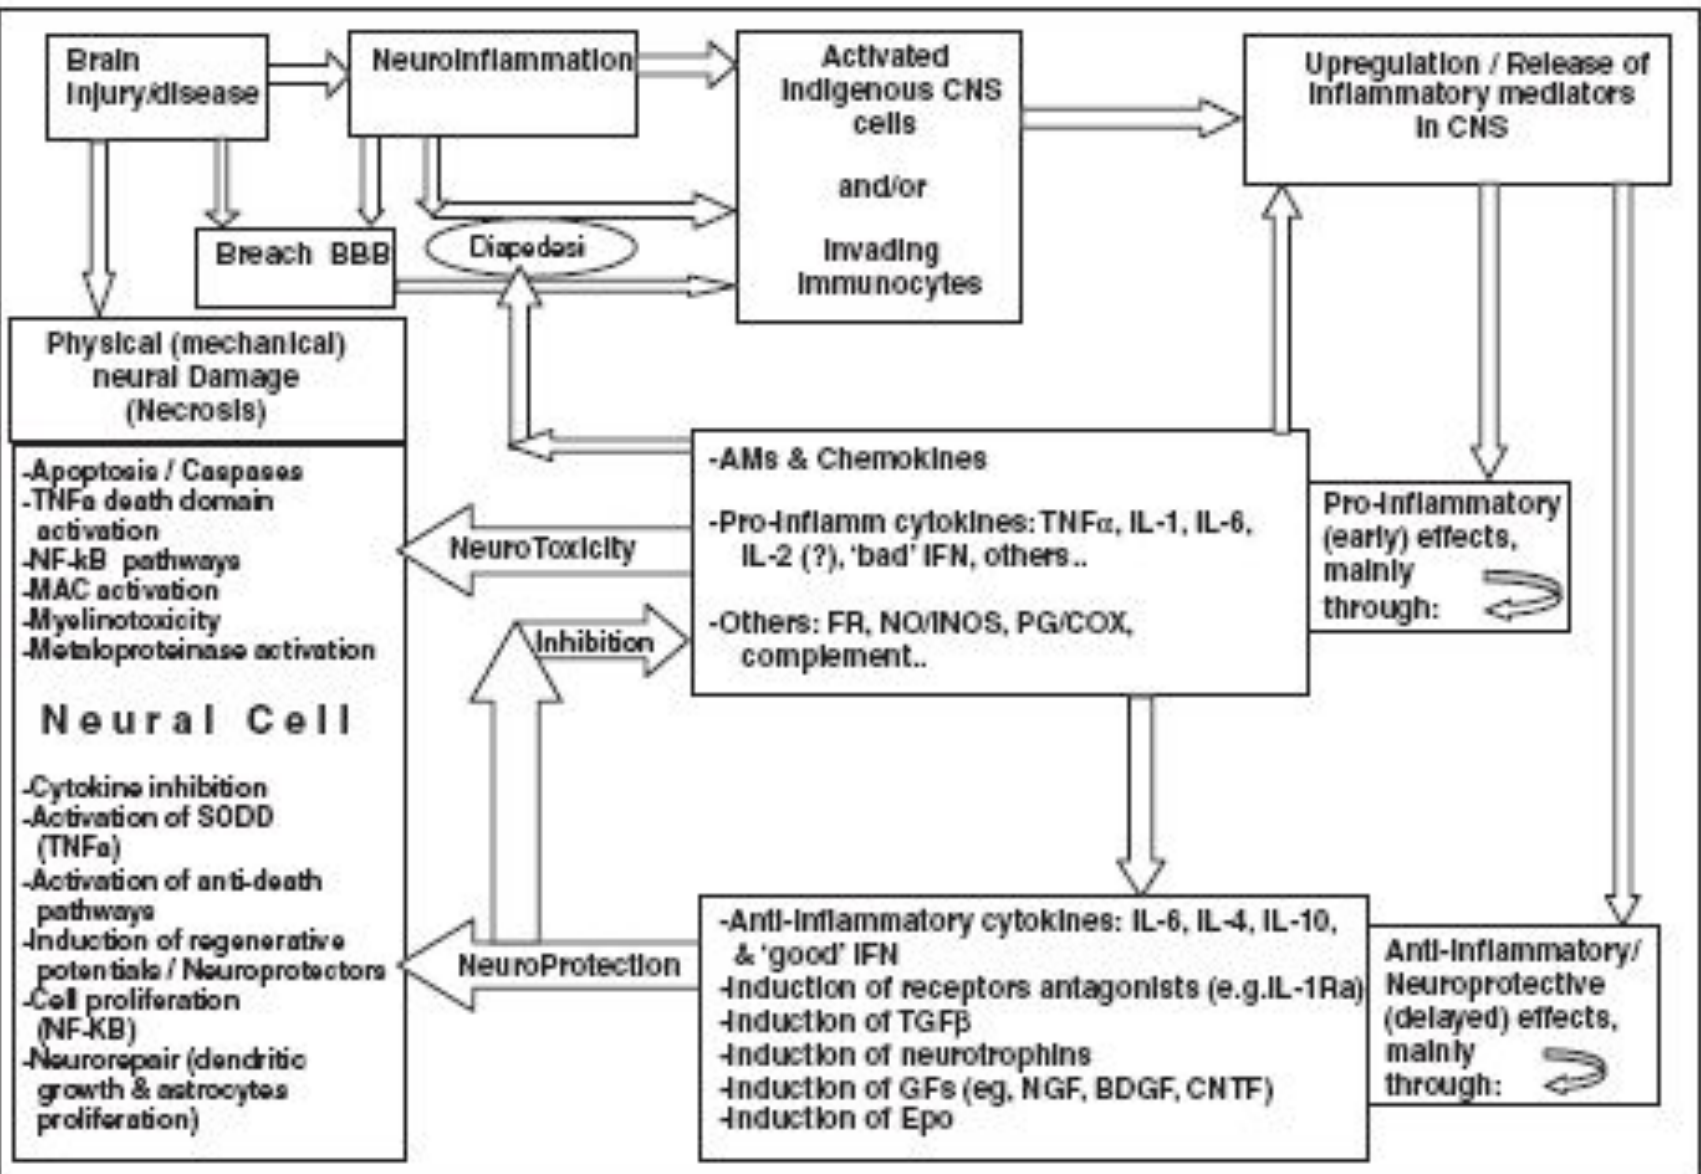 Brain
Injury/disease
NeuroInflammation
Activated
Indigenous CNS
cells
and/or
Invading
Immunocytes
Upregulation / Release of
Inflammatory mediators
In CNS
Breach BBB
Diapedesi
Physical (mechanical)
neural Damage
(Necrosis)
-Apoptosis / Caspases
-TNFa death domain
activation
-NF-kB pathways
-MAC activation
-Myelinotoxicity
-Metaloproteinase activation
Neural Cell
-Cytokine inhibition
-Activation of SODD
(TNFa)
-Activation of anti-death
pathways
-Induction of regenerative
potentials / Neuroprotectors
-Cell proliferation
(NF-KB)
-Neurorepair (dendritic
growth & astrocytes
proliferation)
NeuroToxicity
Inhibition
NeuroProtection
-AMs & Chemokines
-Pro-Inflamm cytokines: TNFα, IL-1, IL-6,
IL-2 (?), ‘bad’ IFN, others..
-Others: FR, NO/INOS, PG/COX,
complement..
Pro-Inflammatory
(early) effects,
mainly
through:
-Anti-Inflammatory cytokines: IL-6, IL-4, IL-10,
& ‘good’ IFN
-Induction of receptors antagonists (e.g.IL-1Ra)
-Induction of TGFβ
-Induction of neurotrophins
-Induction of GFs (eg, NGF, BDGF, CNTF)
-Induction of Epo
Anti-Inflammatory/
Neuroprotective
(delayed) effects,
mainly
through: